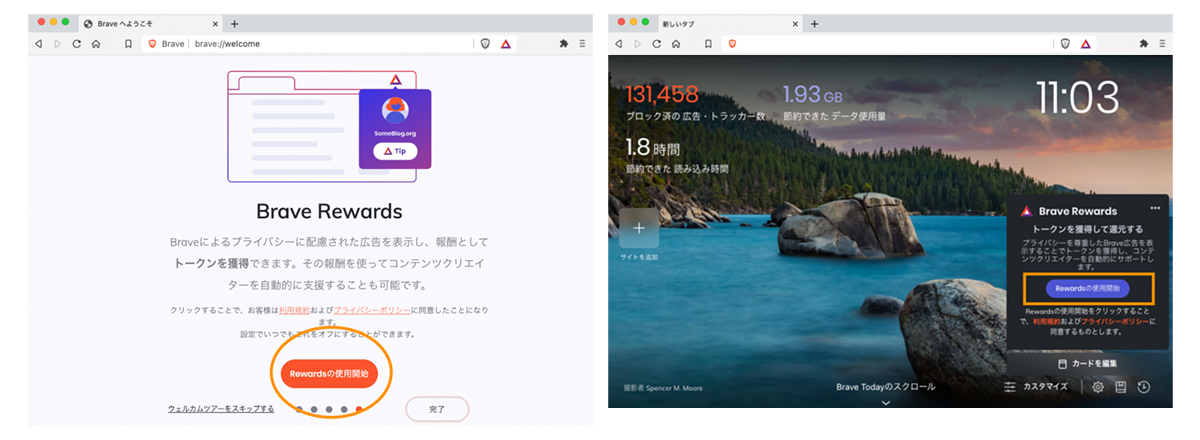 Brave へようこそ
Brave
brave://welcome
SomeBlog.org
Tip
Brave Rewards
Braveによるプライバシーに配慮された広告を表示し、報酬として
トークンを獲得できます。その報酬を使ってコンテンツクリエイ
ターを自動的に支援することも可能です。
クリックすることで、お客様は利用規約およびプライバシーポリシーに同意したことになり
ます。
設定でいつでもこれをオフにすることができます。
Rewardsの使用開始
ウェルカムツアーをスキップする
完了
新しいタブ
131,458
ブロック済の 広告・トラッカー数
1.93 GB
節約できた データ使用量
11:03
1.8 時間
節約できた 読み込み時間
サイトを追加
Brave Rewards
トークンを獲得して還元する
プライバシーを尊重したBrave広告を表
示することでトークンを獲得し、コンテ
ンツクリエイターを自動的にサポートし
ます。
Rewardsの使用開始
Rewardsの使用開始をクリックすること
で、利用規約およびプライバシーポリシーに
同意するものとします。
カードを編集
撮影者 Spencer M. Moore
Brave Todayのスクロール
カスタマイズ